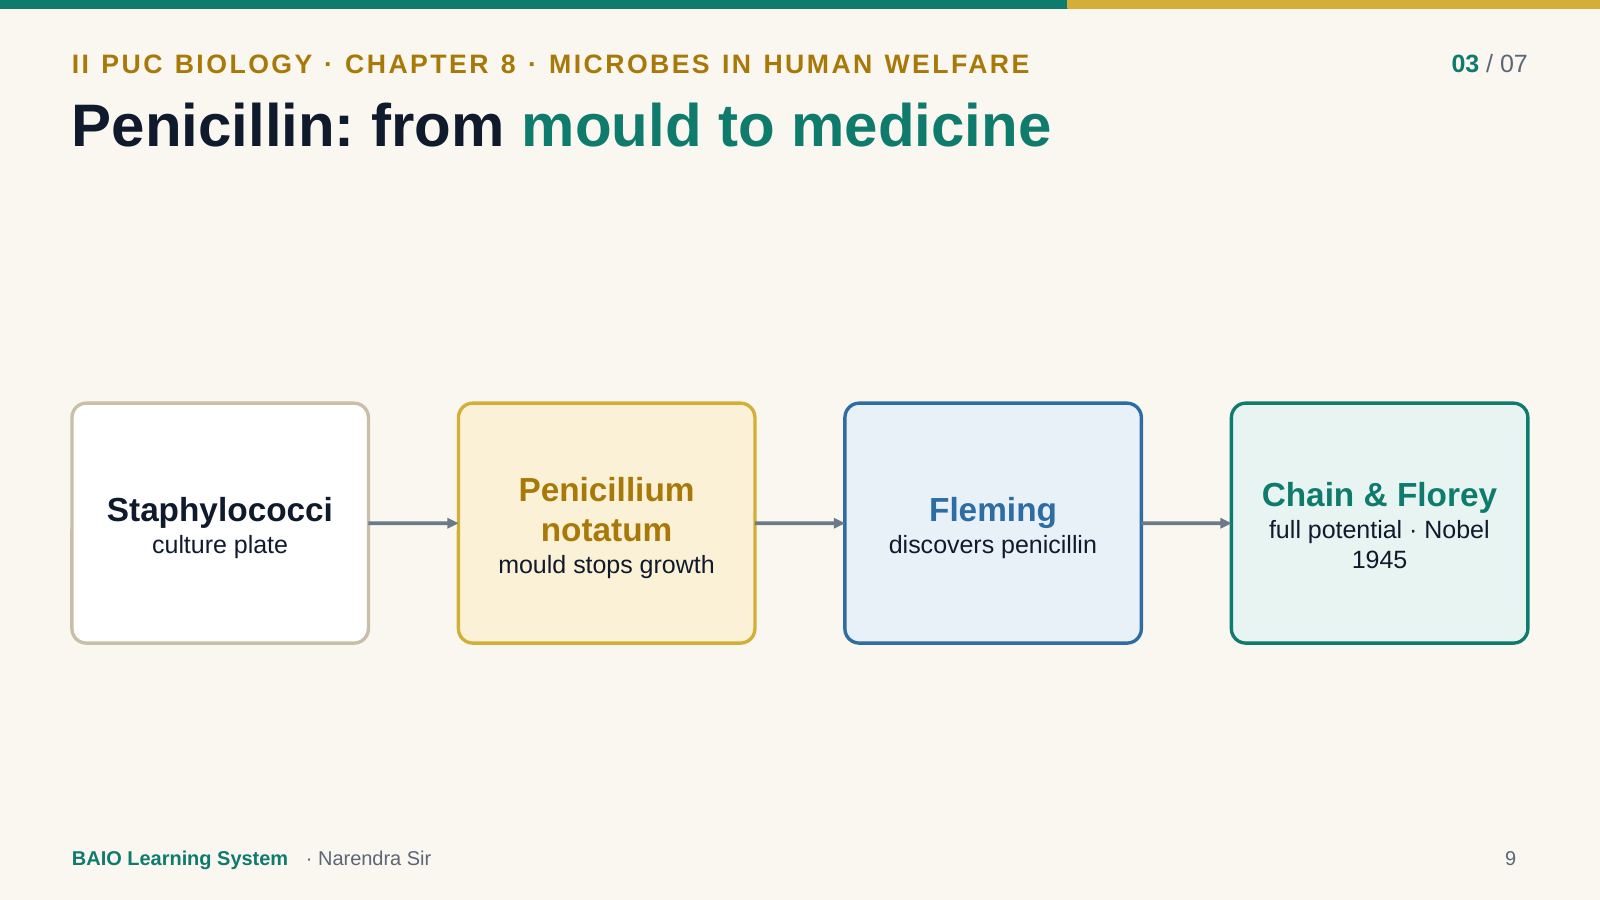 II PUC BIOLOGY · CHAPTER 8 · MICROBES IN HUMAN WELFARE
03 / 07
Penicillin: from mould to medicine
Staphylococci
culture plate
Penicillium
notatum
mould stops growth
Fleming
discovers penicillin
Chain & Florey
full potential · Nobel
1945
BAIO Learning System · Narendra Sir
9